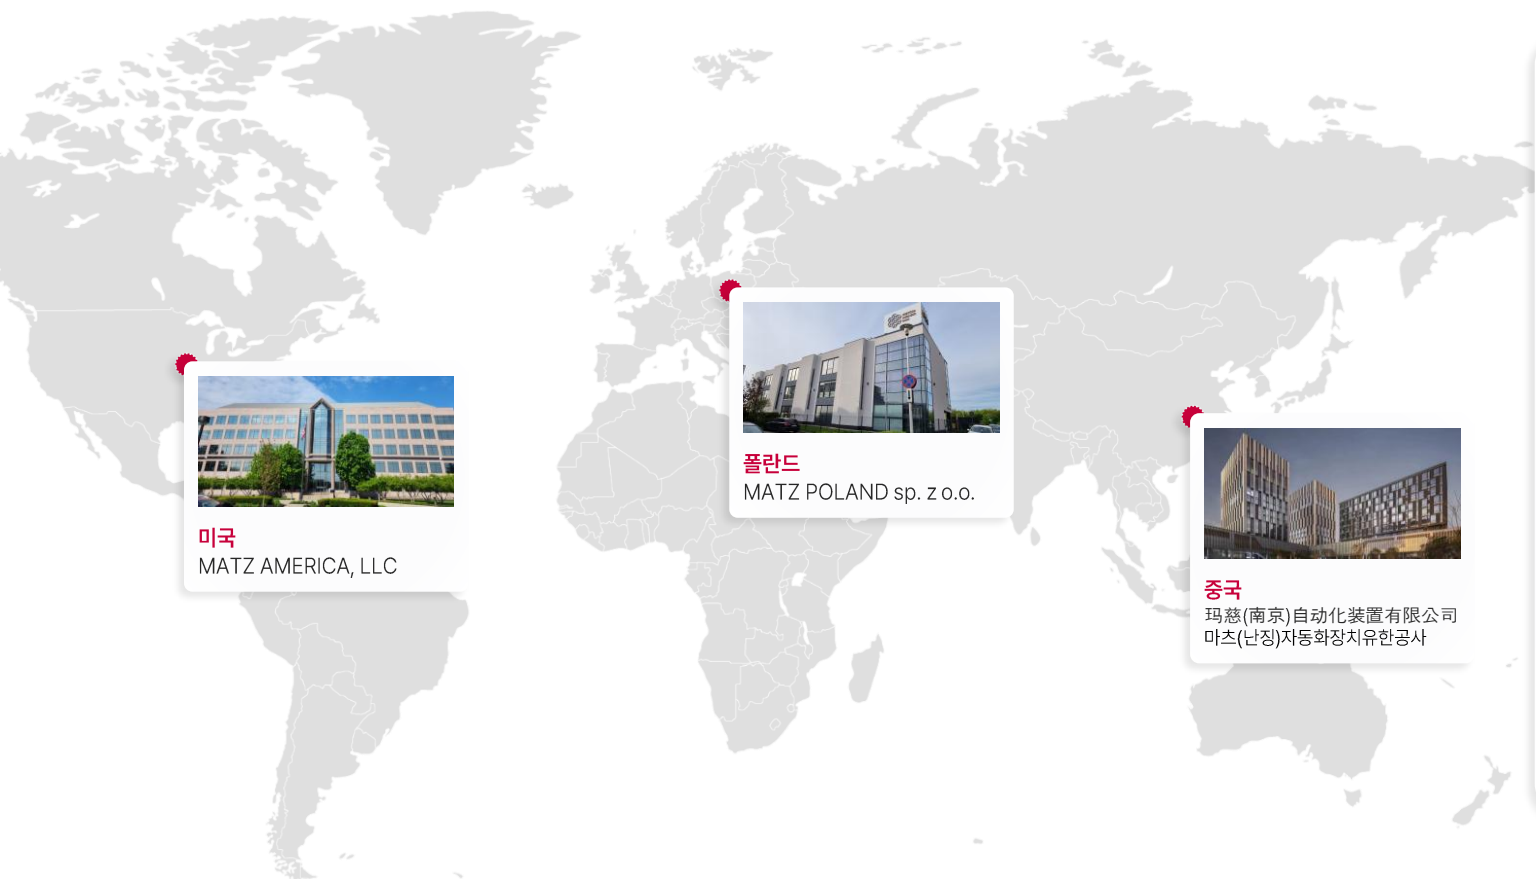 미국
MATZ AMERICA, LLC
폴란드
MATZ POLAND sp. z o.o.
중국
玛慈(南京)自动化装置有限公司
마츠(난징)자동화장치유한공사